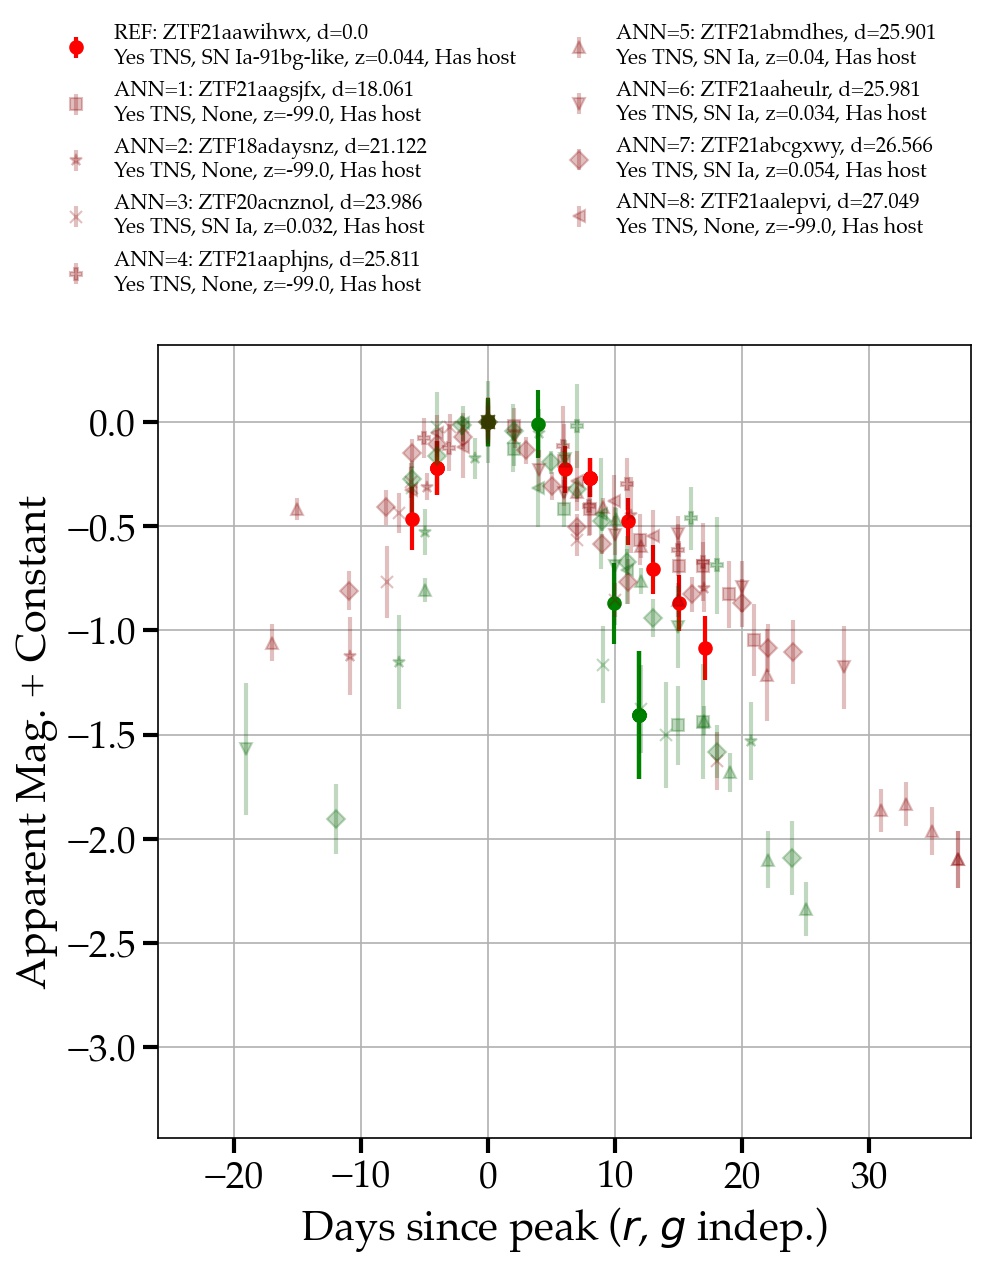 REF: ZTF21aawihwx, d=0.0
Yes TNS, SN Ia-91bg-like, z=0.044, Has host
ANN=1: ZTF21aagsjfx, d=18.061
Yes TNS, None, z=-99.0, Has host
ANN=2: ZTF18adaysnz, d=21.122
Yes TNS, None, z=-99.0, Has host
ANN=3: ZTF20acnznol, d=23.986
Yes TNS, SN Ia, z=0.032, Has host
ANN=4: ZTF21aaphjns, d=25.811
Yes TNS, None, z=-99.0, Has host
ANN=5: ZTF21abmdhes, d=25.901
Yes TNS, SN Ia, z=0.04, Has host
ANN=6: ZTF21aaheulr, d=25.981
Yes TNS, SN Ia, z=0.034, Has host
ANN=7: ZTF21abcgxwy, d=26.566
Yes TNS, SN Ia, z=0.054, Has host
ANN=8: ZTF21aalepvi, d=27.049
Yes TNS, None, z=-99.0, Has host
Apparent Mag. + Constant
0.0
−0.5
−1.0
−1.5
−2.0
−2.5
−3.0
−20 −10 0 10 20 30
Days since peak (r, g indep.)